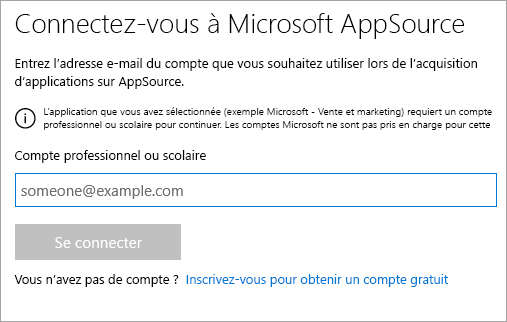 Connectez-vous à Microsoft AppSource
Entrez l’adresse e-mail du compte que vous souhaitez utiliser lors de l’acquisition
d’applications sur AppSource.
L’application que vous avez sélectionnée (exemple Microsoft - Vente et marketing) requiert un compte
professionnel ou scolaire pour continuer. Les comptes Microsoft ne sont pas pris en charge pour cette
Compte professionnel ou scolaire
someone@example.com
Se connecter
Vous n’avez pas de compte ? Inscrivez-vous pour obtenir un compte gratuit